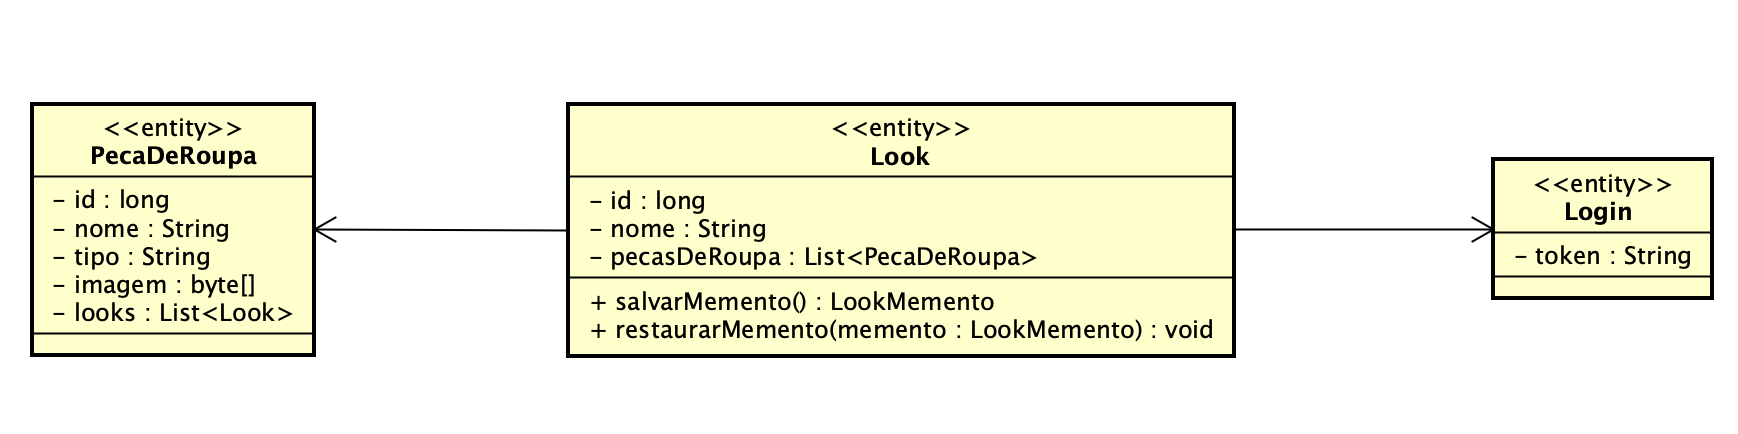 <<entity>>
PecaDeRoupa
- id : long
- nome : String
- tipo : String
- imagem : byte[]
- looks : List<Look>
<<entity>>
Look
- id : long
- nome : String
- pecasDeRoupa : List<PecaDeRoupa>
+ salvarMemento() : LookMemento
+ restaurarMemento(memento : LookMemento) : void
<<entity>>
Login
- token : String